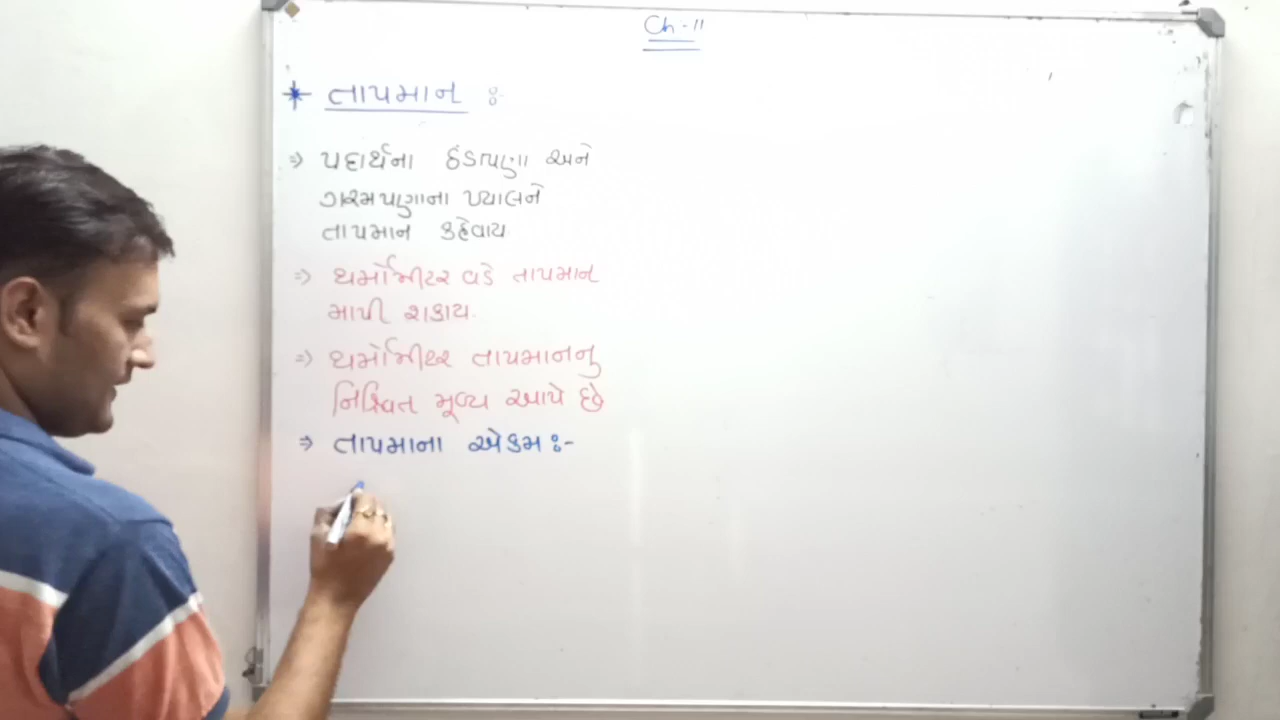 Ch - 11
* તાપમાન :-
⇒ પદાર્થના ઠંડાપણા અને
ગરમપણાના ખ્યાલને
તાપમાન કહેવાય
⇒ થર્મોમીટર વડે તાપમાન
માપી શકાય.
⇒ થર્મોમીટર તાપમાનનુ
નિશ્ચિત મૂલ્ય આપે છે
⇒ તાપમાના એકમ :-